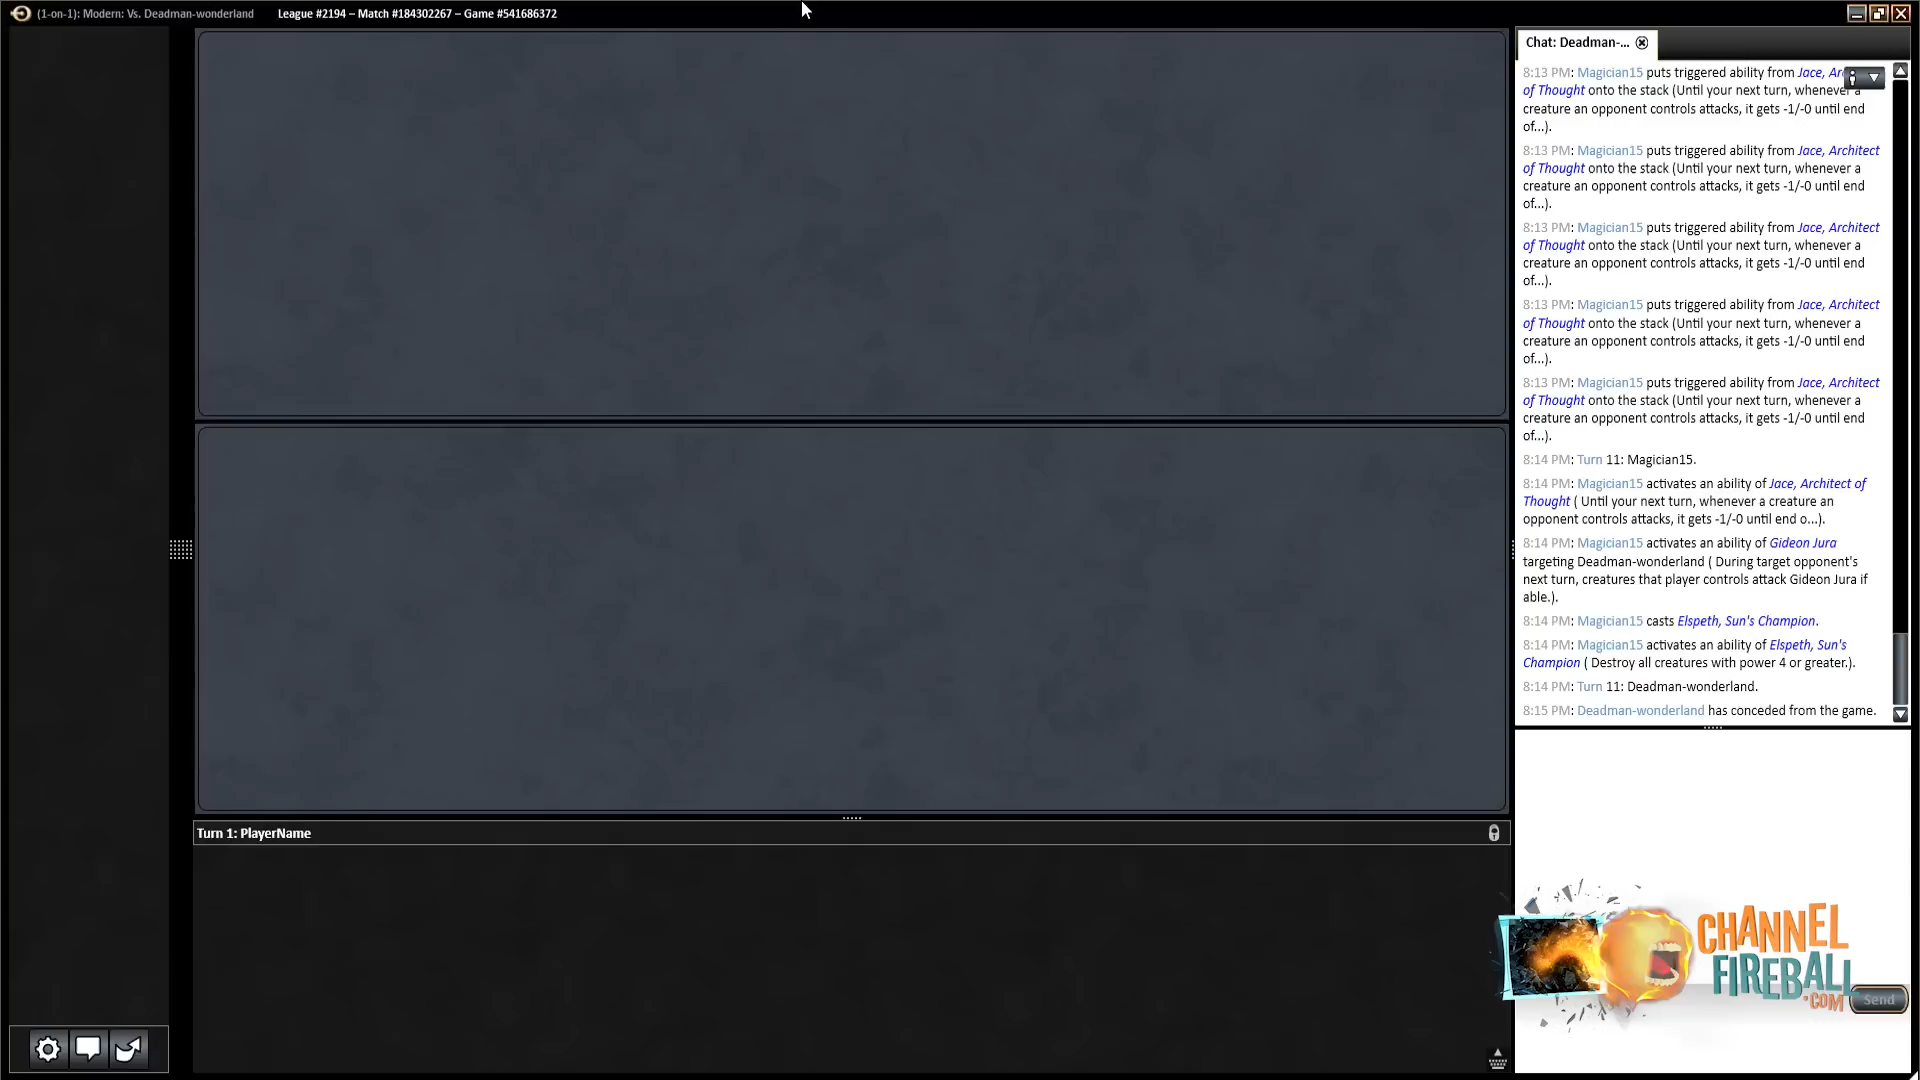 (1-on-1): Modern: Vs. Deadman-wonderland
League #2194 – Match #184302267 – Game #541686372
Chat: Deadman-...
8:13 PM: Magician15 puts triggered ability from Jace, Ar
of Thought onto the stack (Until your next turn, whenever a
creature an opponent controls attacks, it gets -1/-0 until end
of...).
8:13 PM: Magician15 puts triggered ability from Jace, Architect
of Thought onto the stack (Until your next turn, whenever a
creature an opponent controls attacks, it gets -1/-0 until end
of...).
8:13 PM: Magician15 puts triggered ability from Jace, Architect
of Thought onto the stack (Until your next turn, whenever a
creature an opponent controls attacks, it gets -1/-0 until end
of...).
8:13 PM: Magician15 puts triggered ability from Jace, Architect
of Thought onto the stack (Until your next turn, whenever a
creature an opponent controls attacks, it gets -1/-0 until end
of...).
8:13 PM: Magician15 puts triggered ability from Jace, Architect
of Thought onto the stack (Until your next turn, whenever a
creature an opponent controls attacks, it gets -1/-0 until end
of...).
8:14 PM: Turn 11: Magician15.
8:14 PM: Magician15 activates an ability of Jace, Architect of
Thought ( Until your next turn, whenever a creature an
opponent controls attacks, it gets -1/-0 until end o...).
8:14 PM: Magician15 activates an ability of Gideon Jura
targeting Deadman-wonderland ( During target opponent's
next turn, creatures that player controls attack Gideon Jura if
able.).
8:14 PM: Magician15 casts Elspeth, Sun's Champion.
8:14 PM: Magician15 activates an ability of Elspeth, Sun's
Champion ( Destroy all creatures with power 4 or greater.).
8:14 PM: Turn 11: Deadman-wonderland.
8:15 PM: Deadman-wonderland has conceded from the game.
Turn 1: PlayerName
CHANNEL
FIREBALL
.COM
Send